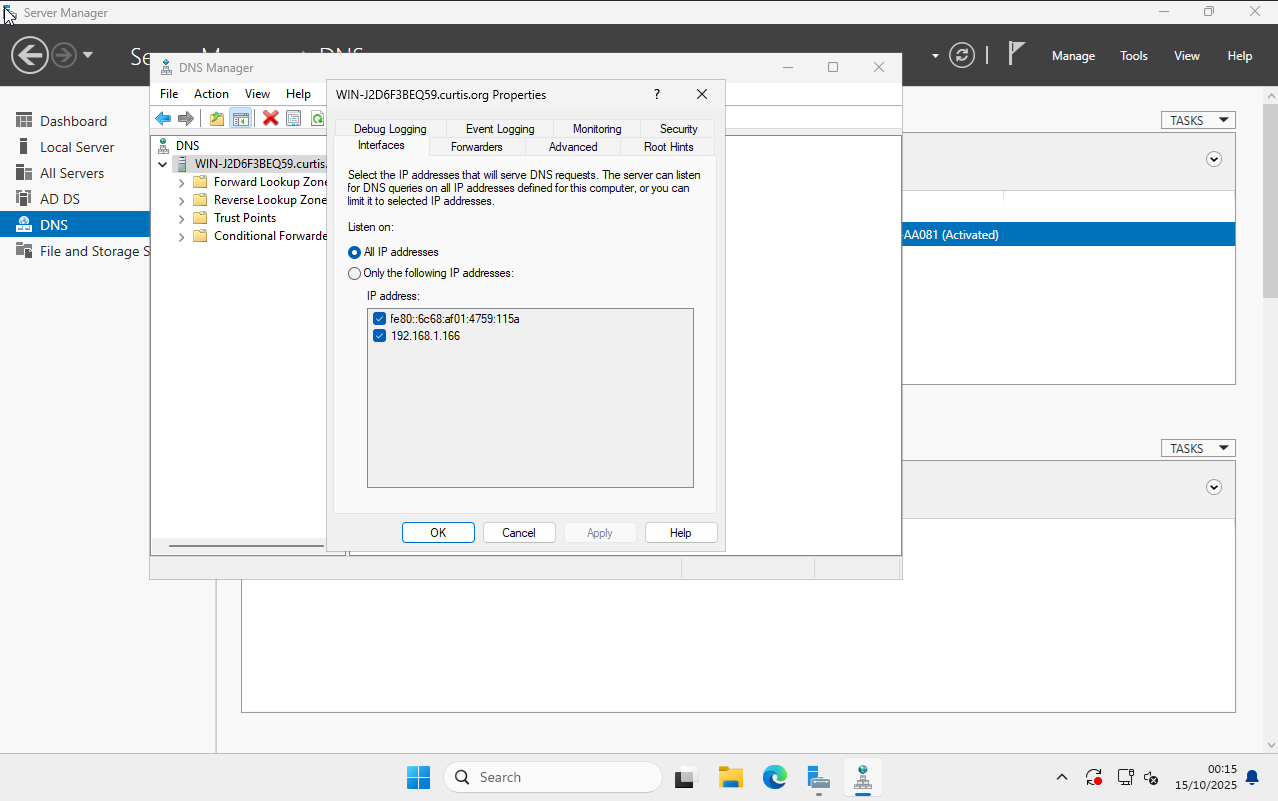 Server Manager
Manage
Tools
View
Help
Dashboard
Local Server
All Servers
AD DS
DNS
File and Storage S
DNS Manager
File
Action
View
Help
DNS
WIN-J2D6F3BEQ59.curtis.
Forward Lookup Zone
Reverse Lookup Zone
Trust Points
Conditional Forwarde
WIN-J2D6F3BEQ59.curtis.org Properties
?
Debug Logging
Event Logging
Monitoring
Security
Interfaces
Forwarders
Advanced
Root Hints
Select the IP addresses that will serve DNS requests. The server can listen
for DNS queries on all IP addresses defined for this computer, or you can
limit it to selected IP addresses.
Listen on:
All IP addresses
Only the following IP addresses:
IP address:
fe80::6c68:af01:4759:115a
192.168.1.166
OK
Cancel
Apply
Help
TASKS
AA081 (Activated)
TASKS
Search
00:15
15/10/2025